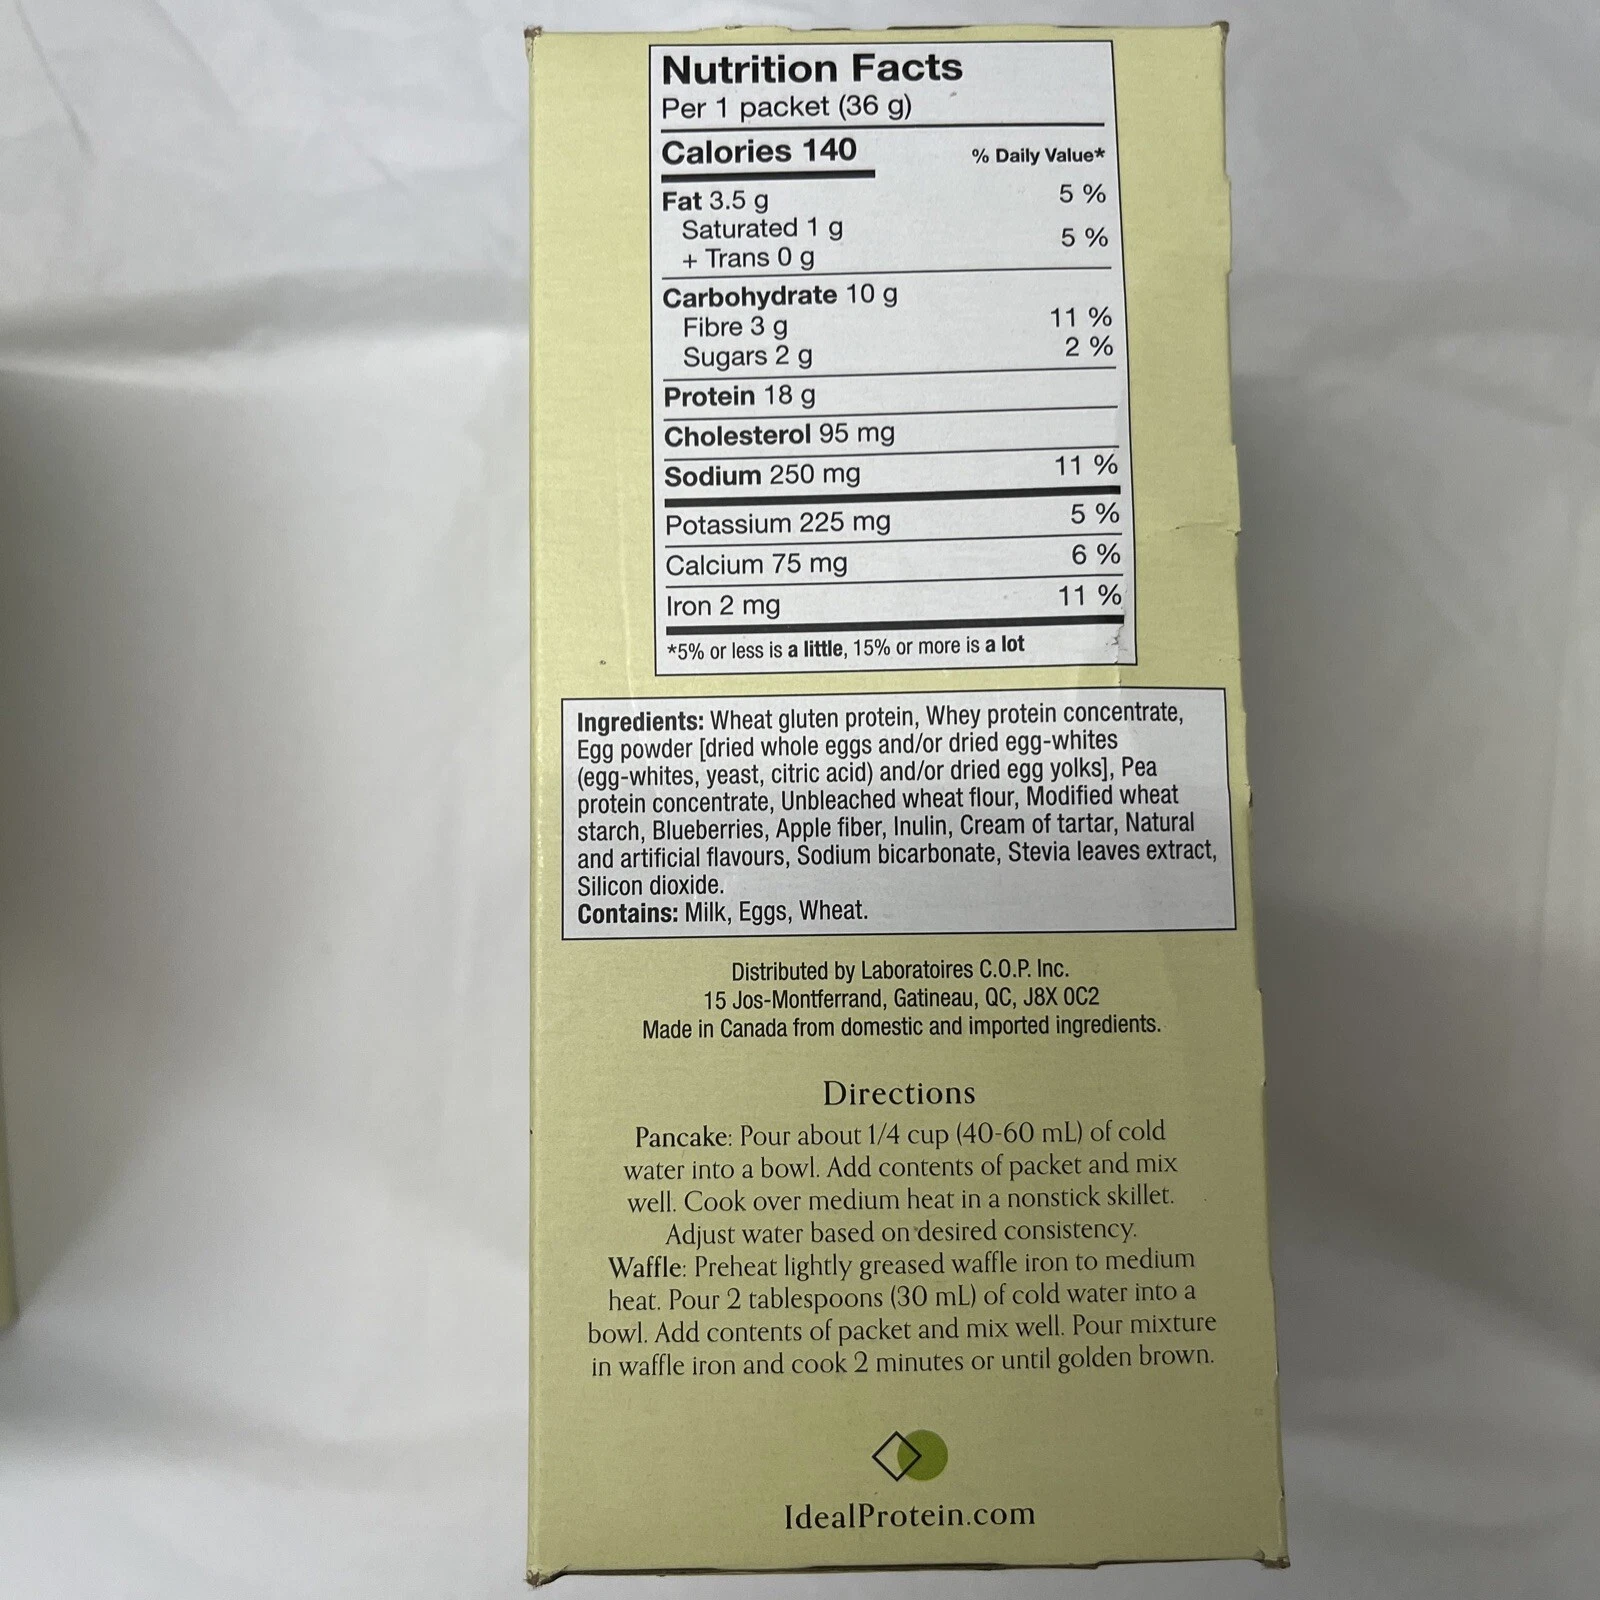 Nutrition Facts
Per 1 packet (36 g)
Calories 140 % Daily Value*
Fat 3.5 g 5 %
Saturated 1 g
+ Trans 0 g 5 %
Carbohydrate 10 g
Fibre 3 g 11 %
Sugars 2 g 2 %
Protein 18 g
Cholesterol 95 mg
Sodium 250 mg 11 %
Potassium 225 mg 5 %
Calcium 75 mg 6 %
Iron 2 mg 11 %
*5% or less is a little, 15% or more is a lot
Ingredients: Wheat gluten protein, Whey protein concentrate,
Egg powder [dried whole eggs and/or dried egg-whites
(egg-whites, yeast, citric acid) and/or dried egg yolks], Pea
protein concentrate, Unbleached wheat flour, Modified wheat
starch, Blueberries, Apple fiber, Inulin, Cream of tartar, Natural
and artificial flavours, Sodium bicarbonate, Stevia leaves extract,
Silicon dioxide.
Contains: Milk, Eggs, Wheat.
Distributed by Laboratoires C.O.P. Inc.
15 Jos-Montferrand, Gatineau, QC, J8X 0C2
Made in Canada from domestic and imported ingredients.
Directions
Pancake: Pour about 1/4 cup (40-60 mL) of cold
water into a bowl. Add contents of packet and mix
well. Cook over medium heat in a nonstick skillet.
Adjust water based on desired consistency.
Waffle: Preheat lightly greased waffle iron to medium
heat. Pour 2 tablespoons (30 mL) of cold water into a
bowl. Add contents of packet and mix well. Pour mixture
in waffle iron and cook 2 minutes or until golden brown.
IdealProtein.com